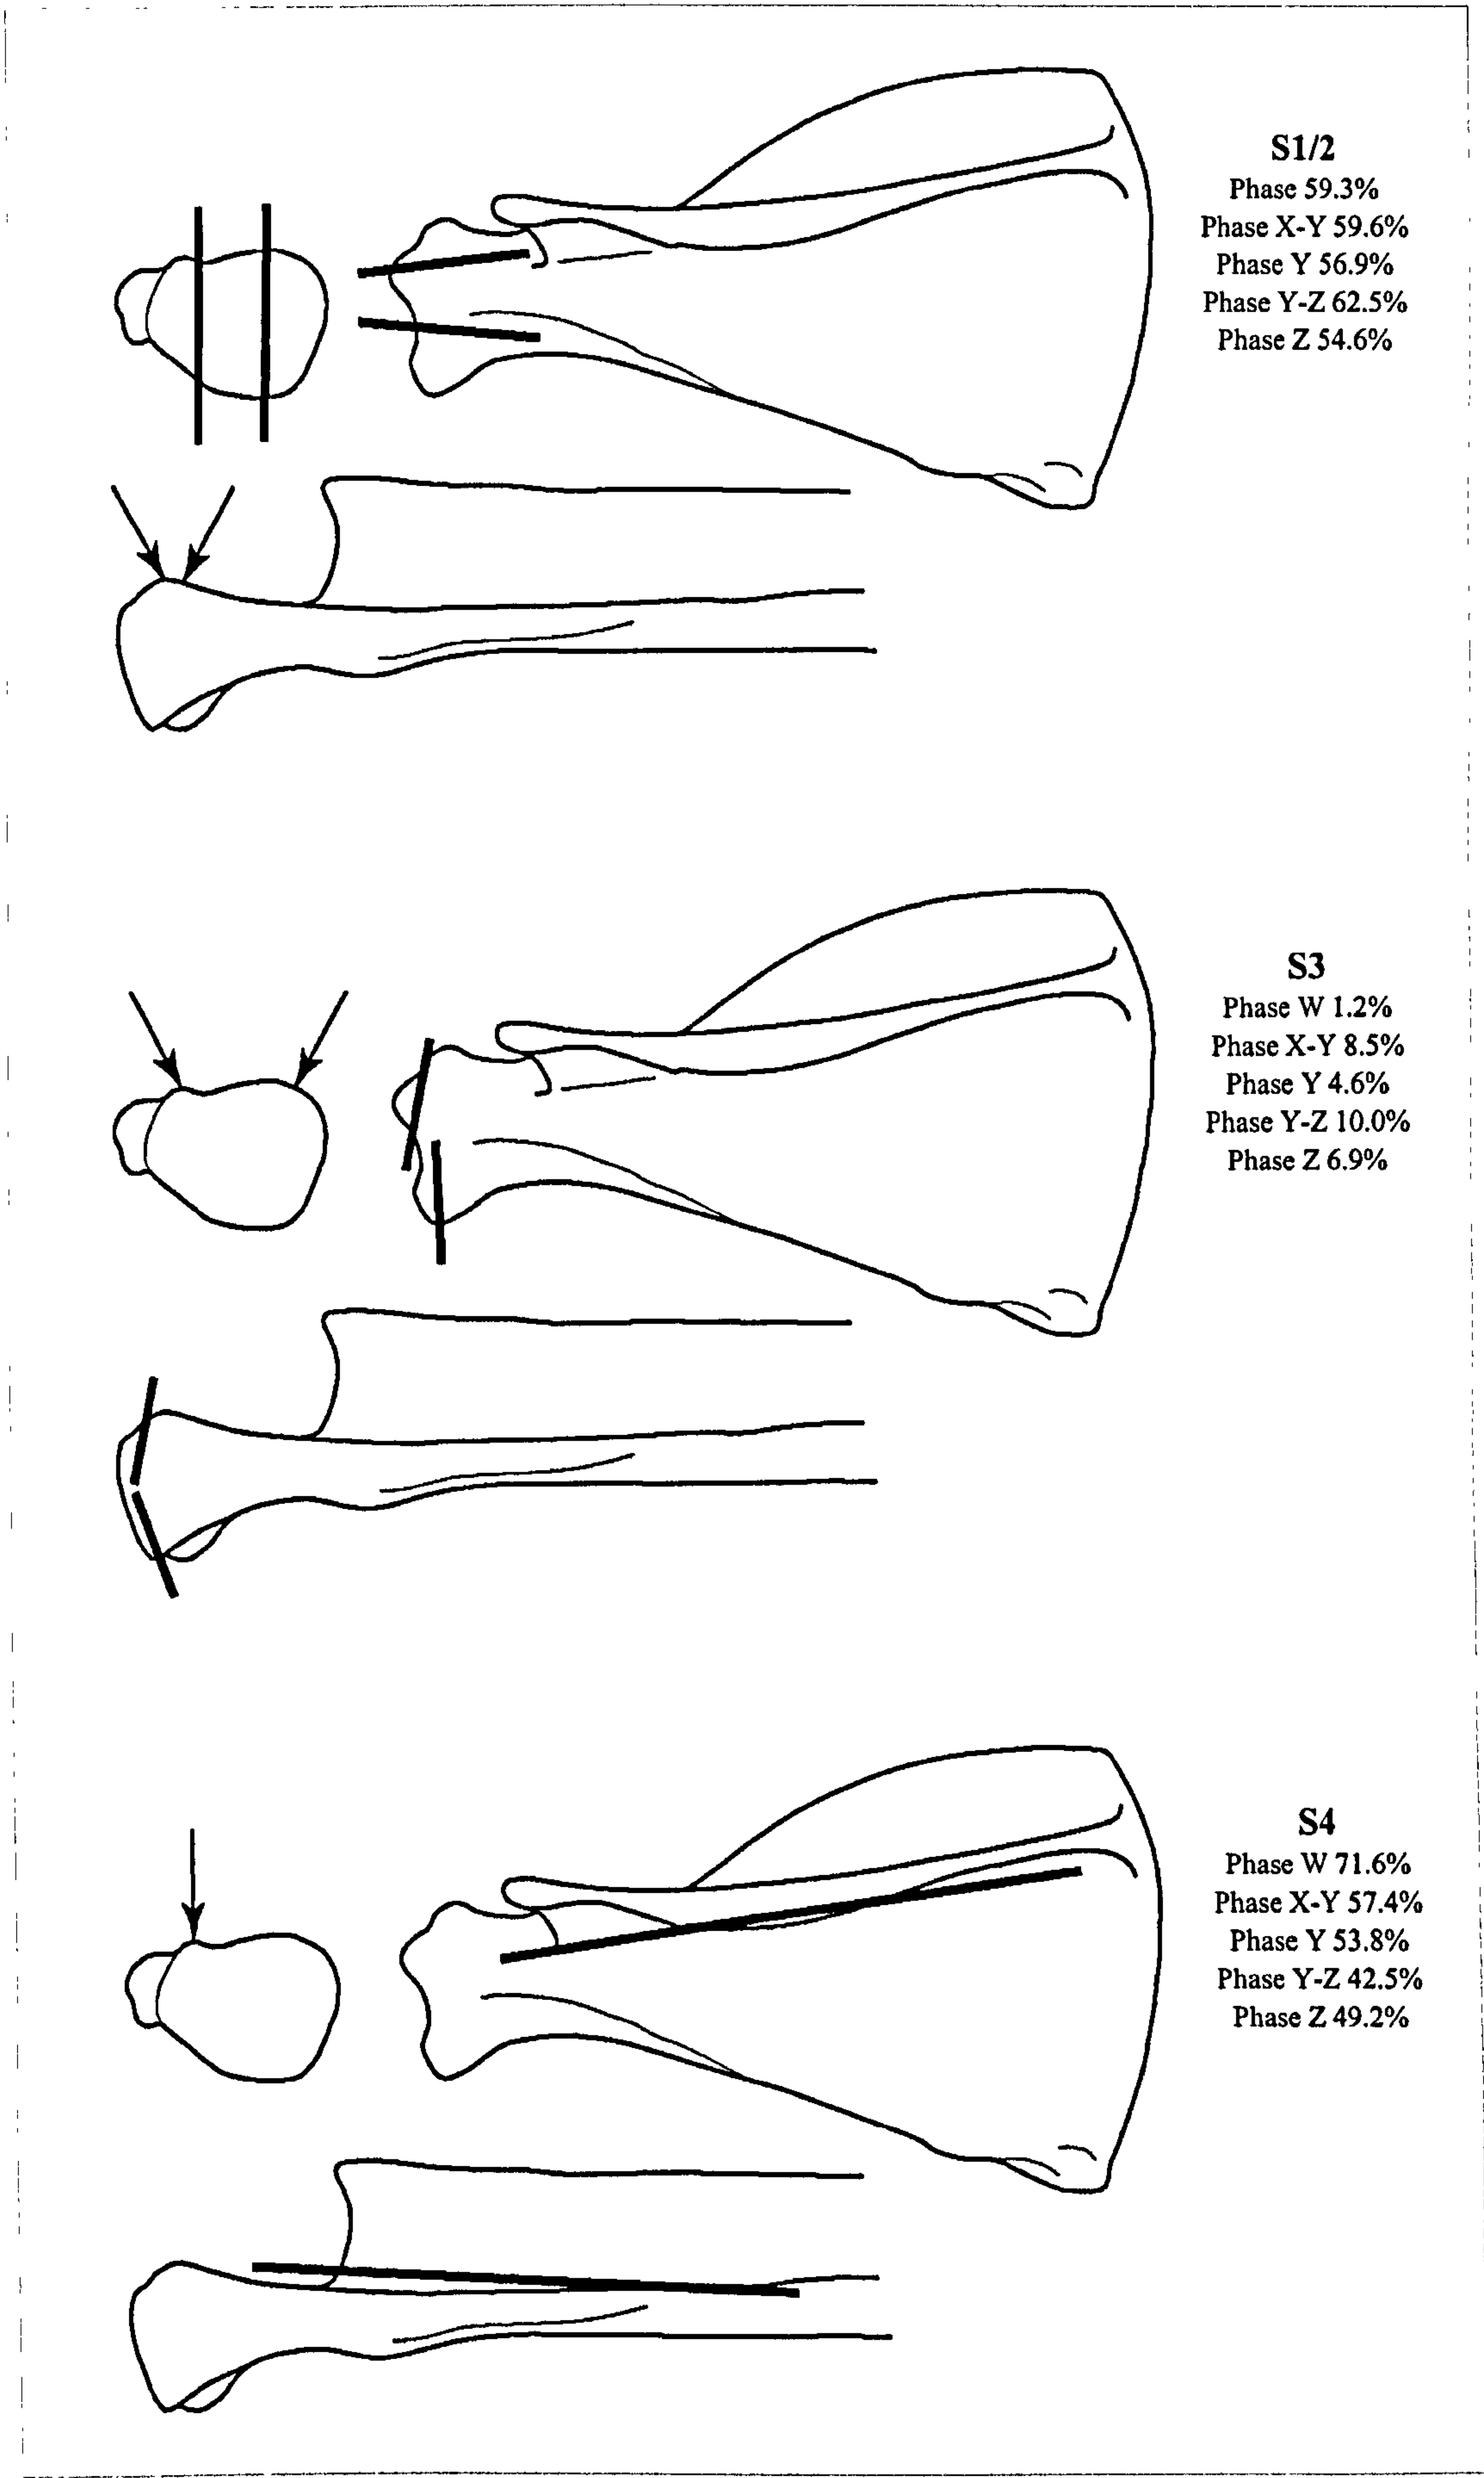 S1/2
Phase 59.3%
Phase X-Y 59.6%
Phase Y 56.9%
Phase Y-Z 62.5%
Phase Z 54.6%
S3
Phase W 1.2%
Phase X-Y 8.5%
Phase Y 4.6%
Phase Y-Z 10.0%
Phase Z 6.9%
S4
Phase W 71.6%
Phase X-Y 57.4%
Phase Y 53.8%
Phase Y-Z 42.5%
Phase Z 49.2%